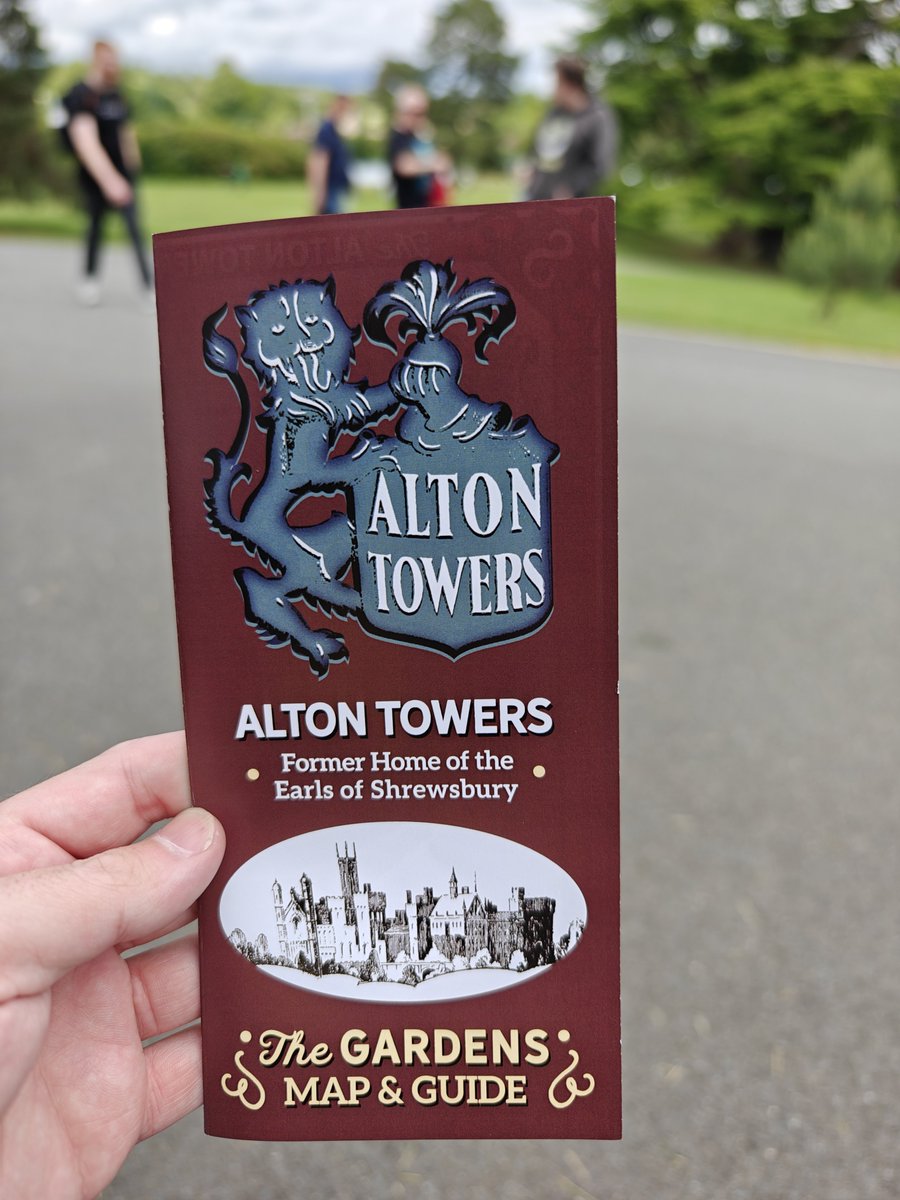 ALTON
TOWERS
ALTON TOWERS
Former Home of the
Earls of Shrewsbury
The GARDENS
MAP & GUIDE